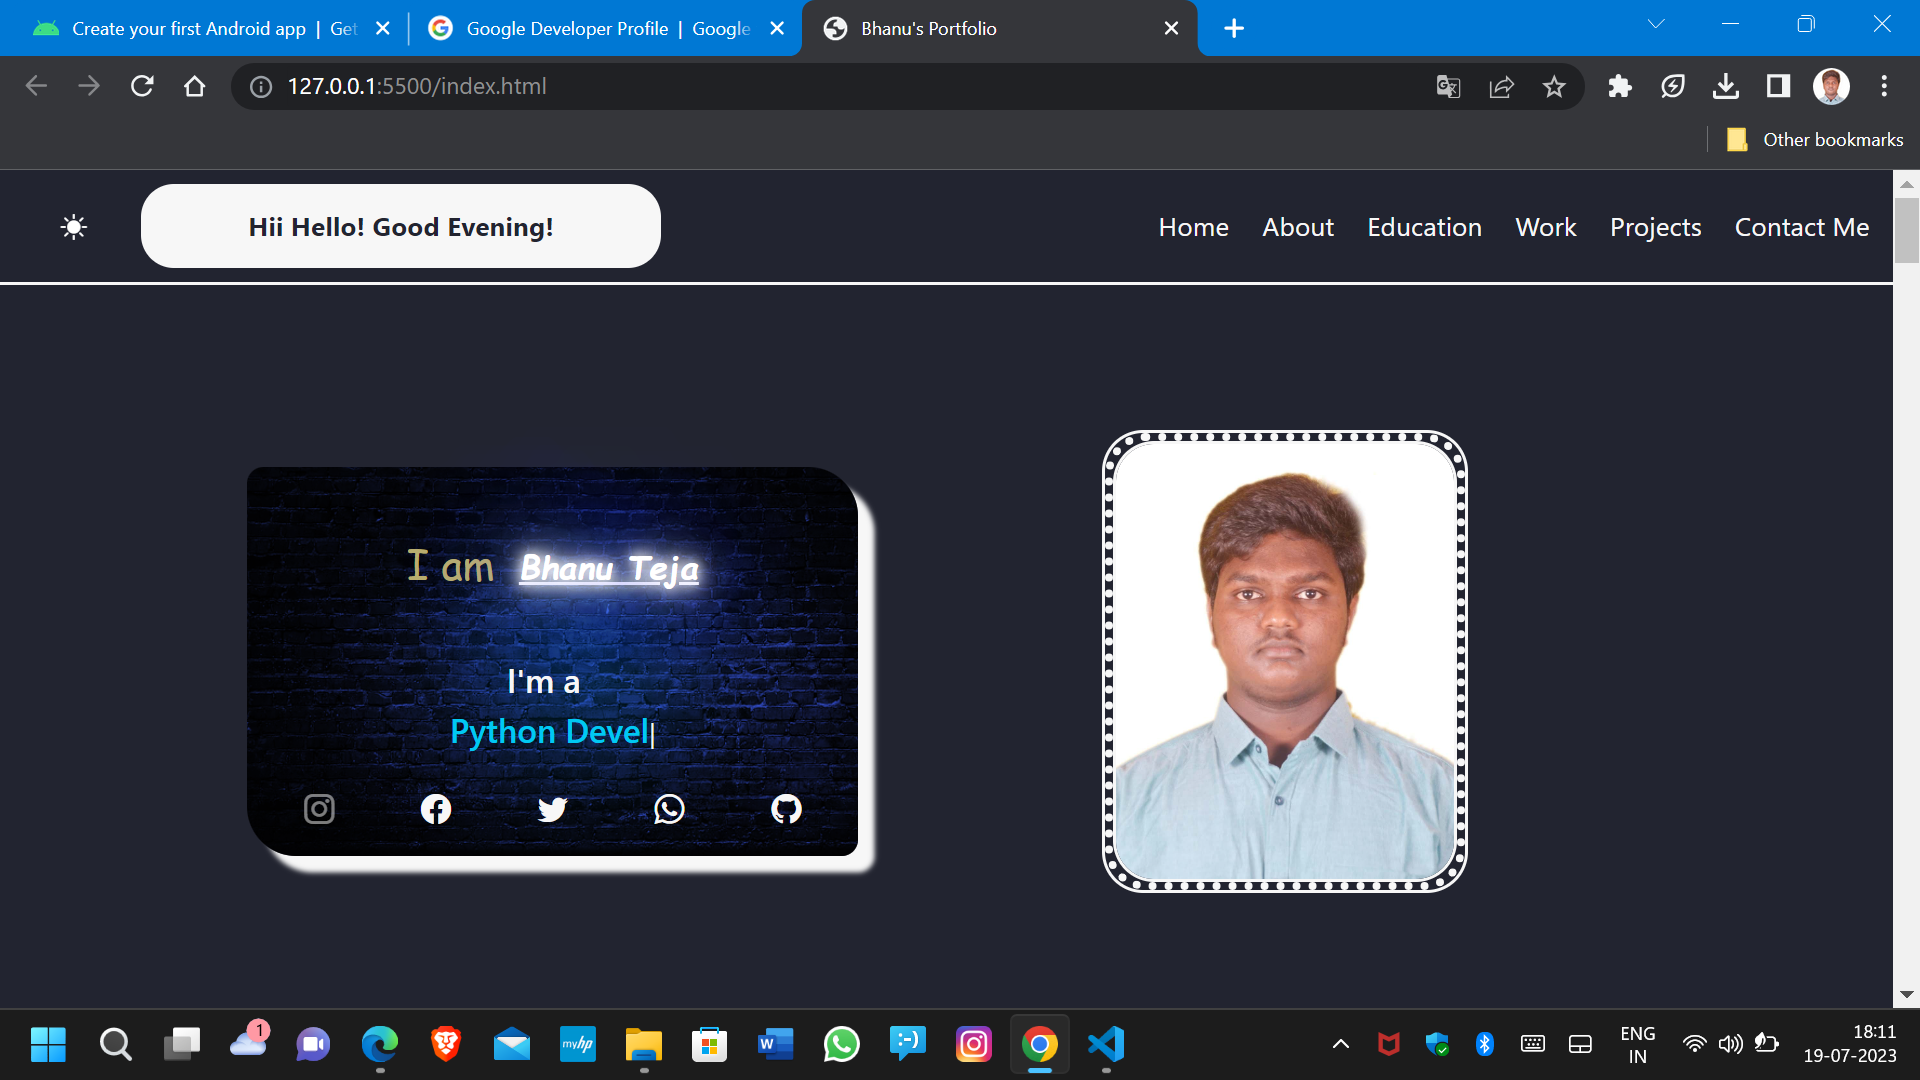 Create your first Android app | Get
Google Developer Profile | Google
Bhanu's Portfolio
127.0.0.1:5500/index.html
Other bookmarks
Hii Hello! Good Evening!
Home About Education Work Projects Contact Me
I am Bhanu Teja
I'm a
Python Devel|
1
myhp
W
:-)
ENG
IN
18:11
19-07-2023